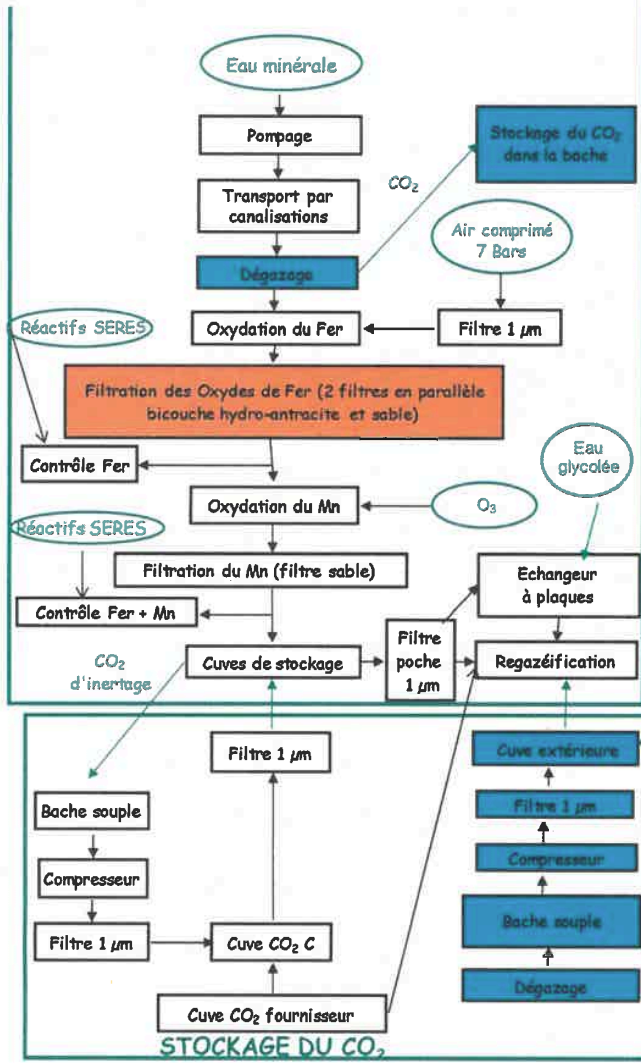 Eau minérale
Pompage
Stockage du CO₂
dans la bache
CO₂
Transport par
canalisations
Air comprimé
7 Bars
Dégazage
Réactifs SERES
Oxydation du Fer
Filtre 1 µm
Filtration des Oxydes de Fer (2 filtres en parallèle
bicouche hydro-antracite et sable)
Contrôle Fer
Eau
glycolée
Oxydation du Mn
O₃
Réactifs SERES
Filtration du Mn (filtre sable)
Echangeur
à plaques
Contrôle Fer + Mn
Filtre
poche
1 µm
CO₂
d'inertage
Cuves de stockage
Regazéification
Filtre 1 µm
Cuve extérieure
Bache souple
Filtre 1 µm
Compresseur
Compresseur
Filtre 1 µm
Cuve CO₂ C
Bache souple
Cuve CO₂ fournisseur
Dégazage
STOCKAGE DU CO₂